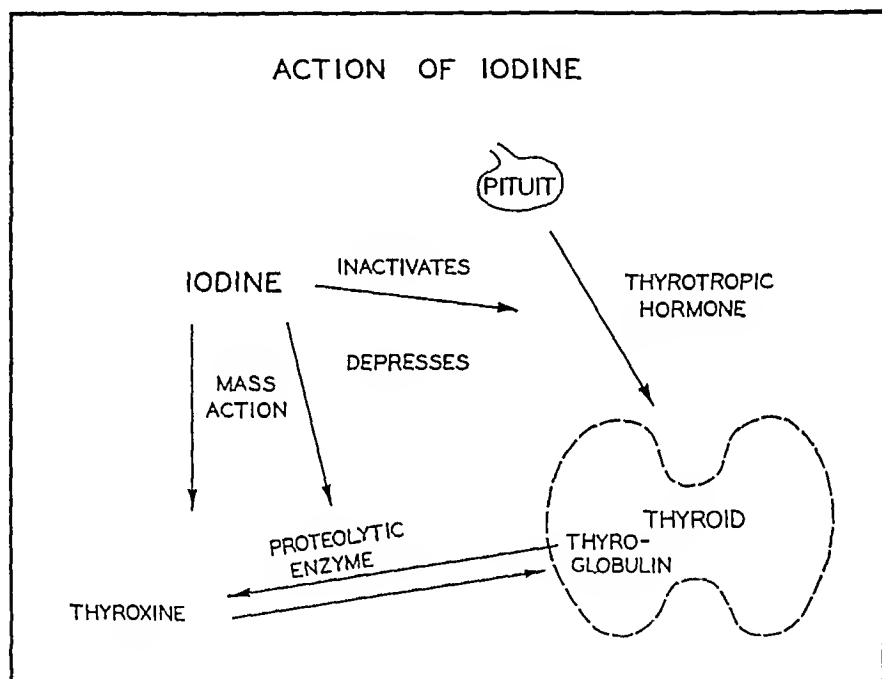 ACTION OF IODINE
PITUIT
INACTIVATES
IODINE
THYROTROPIC
HORMONE
DEPRESSES
MASS
ACTION
THYROID
PROTEOLYTIC
ENZYME
THYRO-
GLOBULIN
THYROXINE